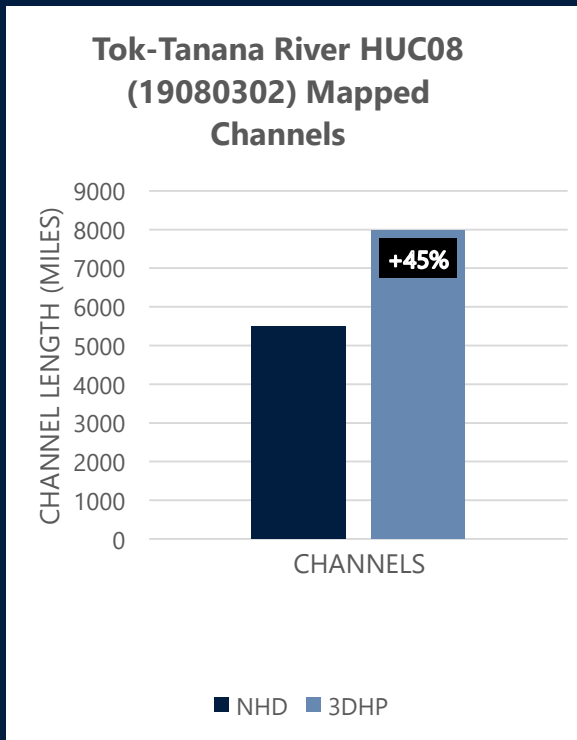 Tok-Tanana River HUC08
(19080302) Mapped
Channels
CHANNEL LENGTH (MILES)
9000
8000
7000
6000
5000
4000
3000
2000
1000
0
+45%
CHANNELS
NHD 3DHP